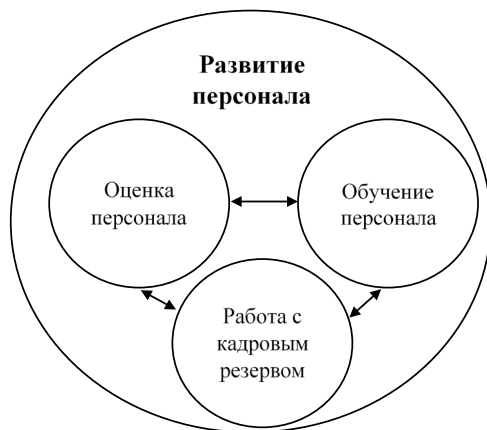 Развитие
персонала
Оценка
персонала
Обучение
персонала
Работа с
кадровым
резервом